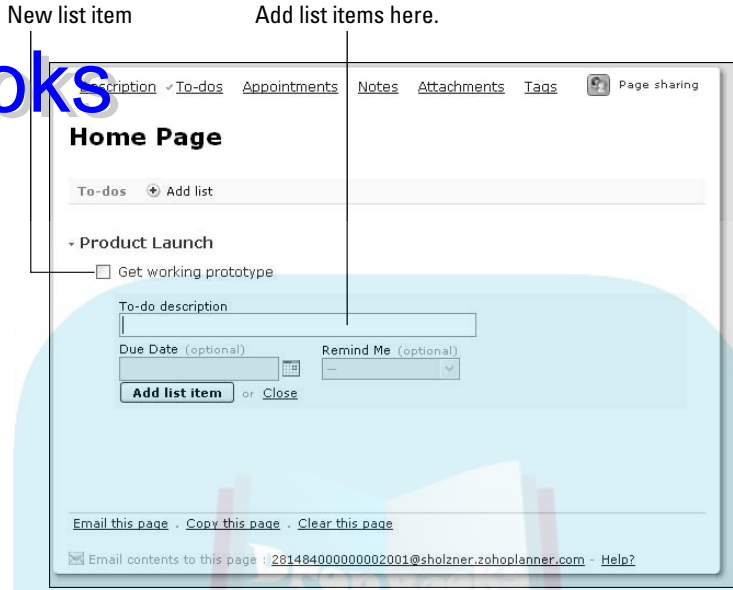 New list item
Add list items here.
oks
Description To-dos Appointments Notes Attachments Tags Page sharing
Home Page
To-dos Add list
Product Launch
Get working prototype
To-do description
Due Date (optional) Remind Me (optional)
—
Add list item or Close
Email this page . Copy this page . Clear this page
Email contents to this page : 281484000000002001@sholzner.zohoplanner.com - Help?